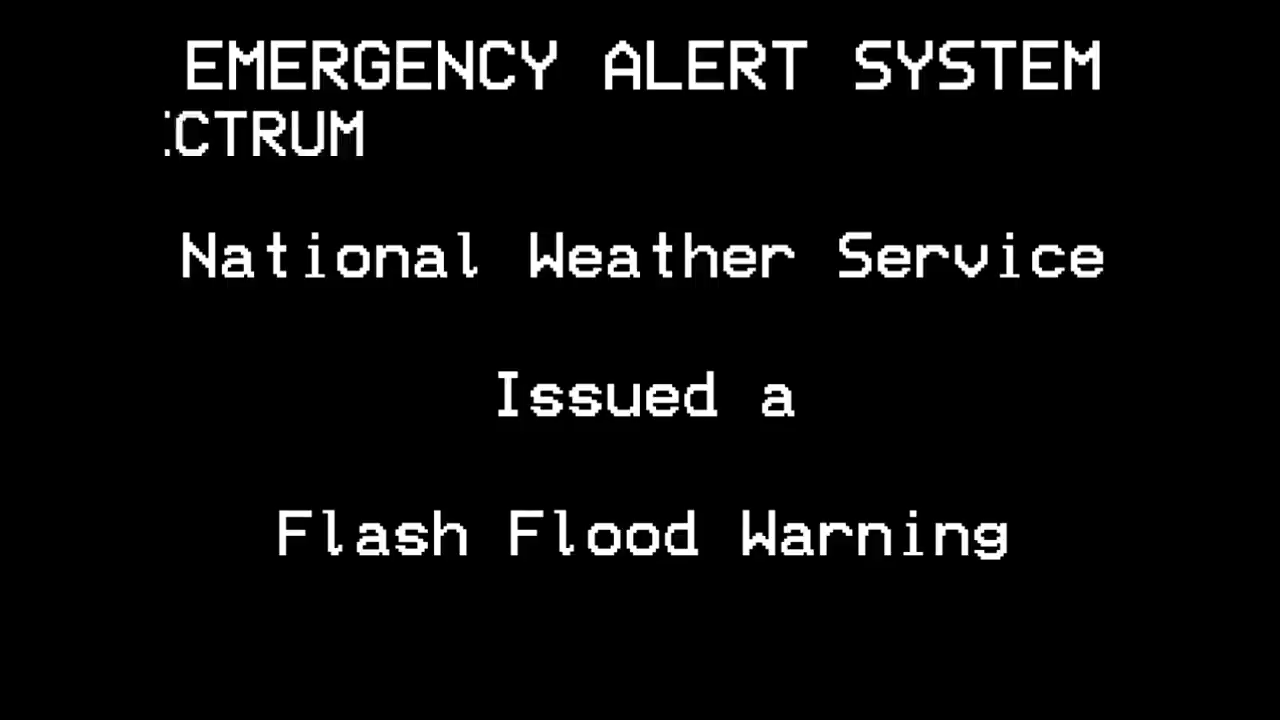 EMERGENCY ALERT SYSTEM
CTRUM
National Weather Service
Issued a
Flash Flood Warning